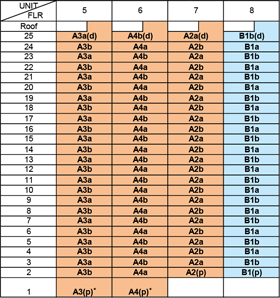 UNIT
FLR 5 6 7 8
Roof
25 A3a(d) A4b(d) A2a(d) B1b(d)
24 A3b A4a A2b B1a
23 A3a A4b A2a B1b
22 A3b A4a A2b B1a
21 A3a A4b A2a B1b
20 A3b A4a A2b B1a
19 A3a A4b A2a B1b
18 A3b A4a A2b B1a
17 A3a A4b A2a B1b
16 A3b A4a A2b B1a
15 A3a A4b A2a B1b
14 A3b A4a A2b B1a
13 A3a A4b A2a B1b
12 A3b A4a A2b B1a
11 A3a A4b A2a B1b
10 A3b A4a A2b B1a
9 A3a A4b A2a B1b
8 A3b A4a A2b B1a
7 A3a A4b A2a B1b
6 A3b A4a A2b B1a
5 A3a A4b A2a B1b
4 A3b A4a A2b B1a
3 A3a A4b A2a B1b
2 A3b A4a A2(p) B1(p)
1 A3(p)* A4(p)*